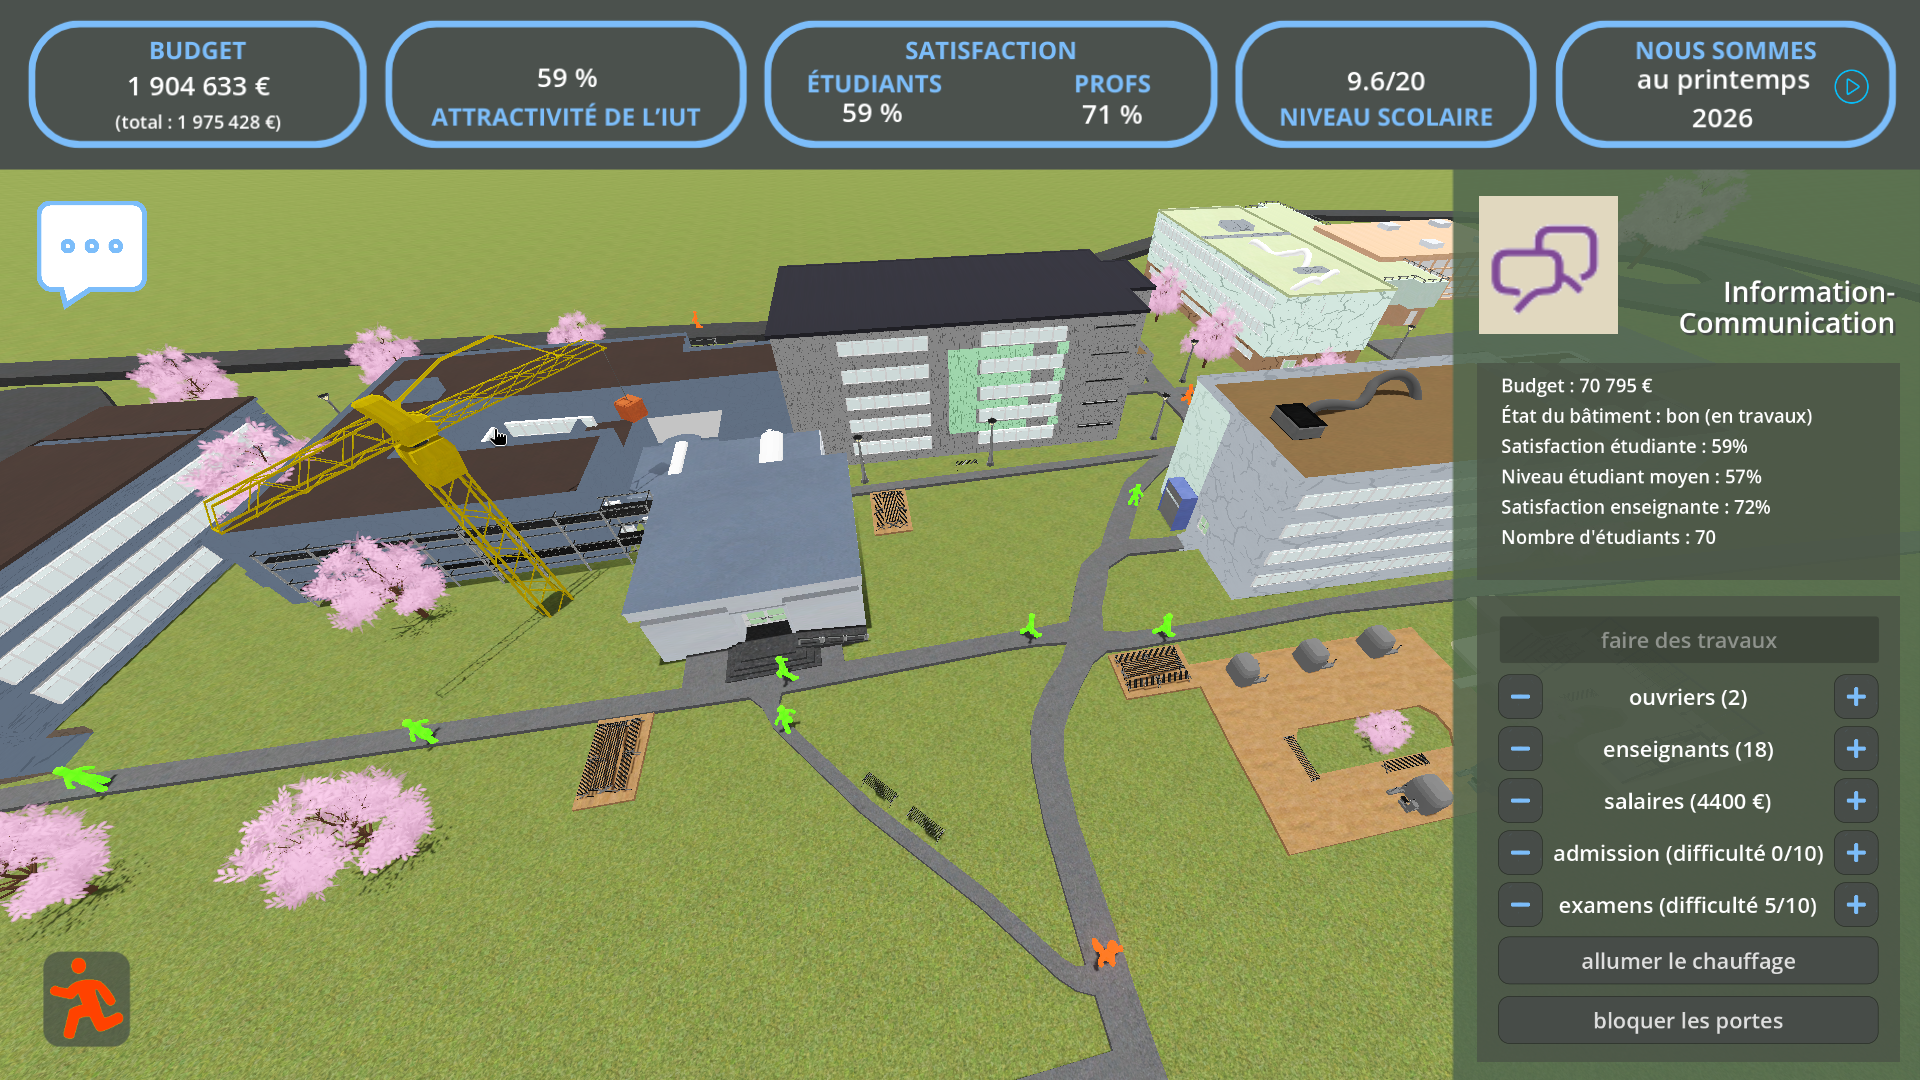 BUDGET
1 904 633 €
(total : 1 975 428 €)
59 %
ATTRACTIVITÉ DE L’IUT
SATISFACTION
ÉTUDIANTS PROFS
59 % 71 %
9.6/20
NIVEAU SCOLAIRE
NOUS SOMMES
au printemps
2026
Information-
Communication
Budget : 70 795 €
État du bâtiment : bon (en travaux)
Satisfaction étudiante : 59%
Niveau étudiant moyen : 57%
Satisfaction enseignante : 72%
Nombre d'étudiants : 70
faire des travaux
ouvriers (2)
enseignants (18)
salaires (4400 €)
admission (difficulté 0/10)
examens (difficulté 5/10)
allumer le chauffage
bloquer les portes